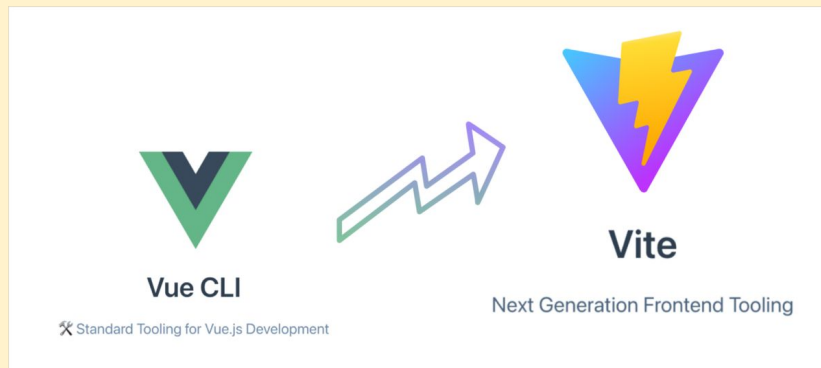 Vue CLI
🛠 Standard Tooling for Vue.js Development
Vite
Next Generation Frontend Tooling